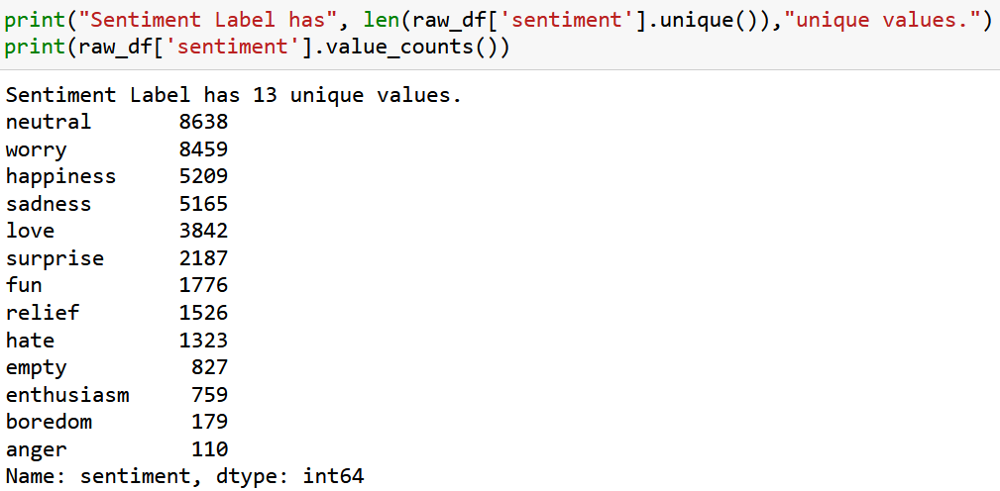 print("Sentiment Label has", len(raw_df['sentiment'].unique()),"unique values.")
print(raw_df['sentiment'].value_counts())
Sentiment Label has 13 unique values.
neutral       8638
worry         8459
happiness     5209
sadness       5165
love          3842
surprise      2187
fun           1776
relief        1526
hate          1323
empty          827
enthusiasm     759
boredom        179
anger          110
Name: sentiment, dtype: int64